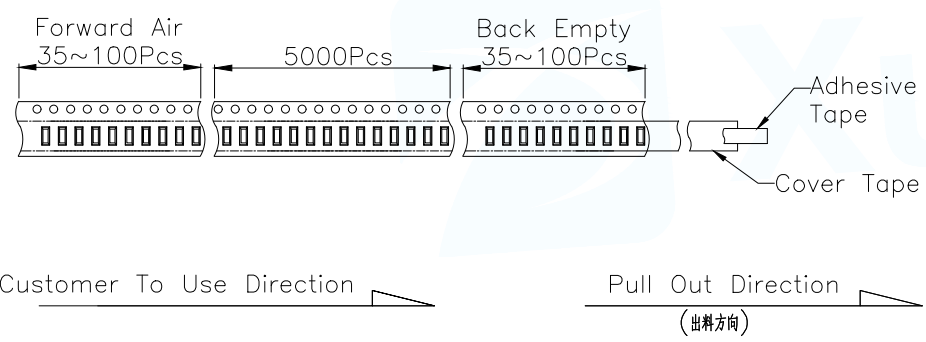 Forward Air
35~100Pcs
5000Pcs
Back Empty
35~100Pcs
Adhesive
Tape
Cover Tape
Customer To Use Direction
Pull Out Direction
(出料方向)